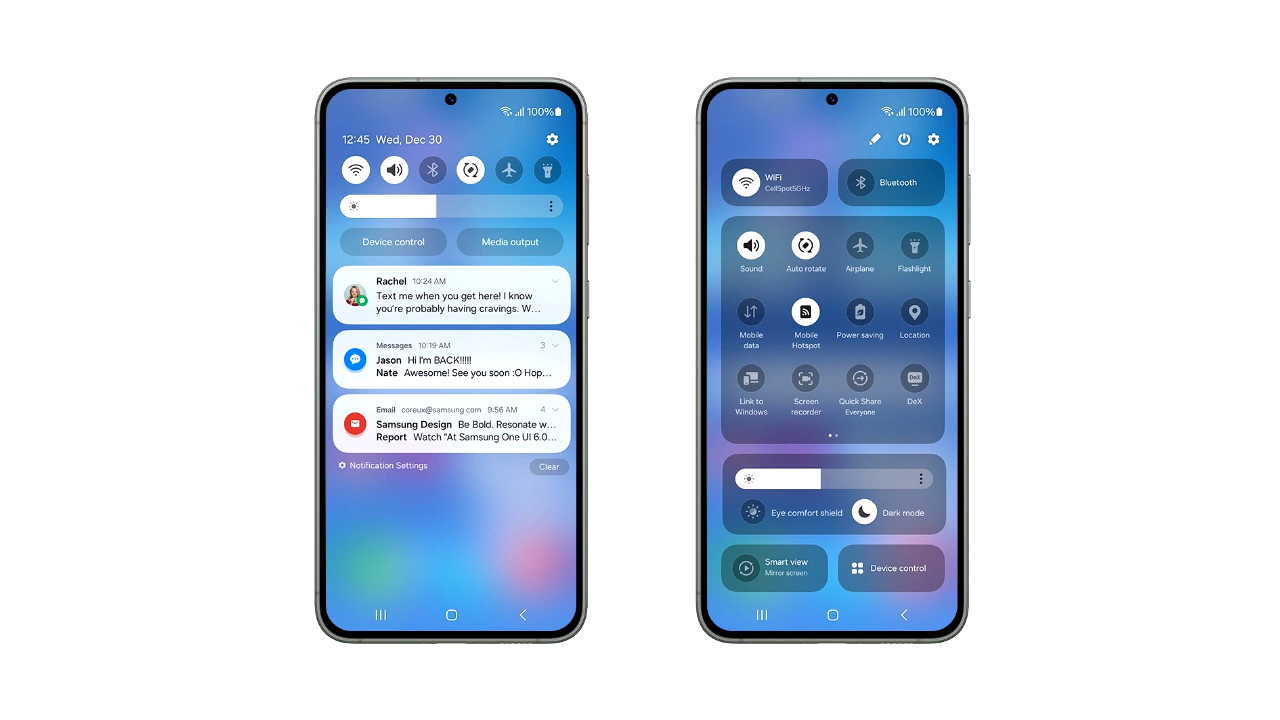 100%
12:45 Wed, Dec 30
Device control
Media output
Rachel 10:24 AM
Text me when you get here! I know
you're probably having cravings. W...
Messages 10:19 AM 3
Jason Hi I'm BACK!!!!!
Nate Awesome! See you soon :O Hop...
Email coreux@samsung.com 9:56 AM 4
Samsung Design Be Bold. Resonate w...
Report Watch "At Samsung One UI 6.0...
Notification Settings
Clear
100%
WiFi
CellSpot5GHz
Bluetooth
Sound
Auto rotate
Airplane
Flashlight
Mobile
data
Mobile
Hotspot
Power saving
Location
Link to
Windows
Screen
recorder
Quick Share
Everyone
DeX
DeX
Eye comfort shield
Dark mode
Smart view
Mirror screen
Device control